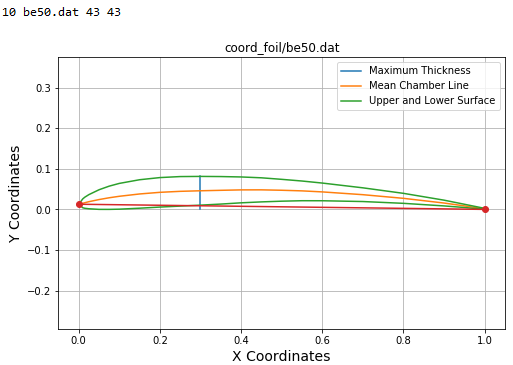 10 be50.dat 43 43
coord_foil/be50.dat
Maximum Thickness
Mean Chamber Line
Upper and Lower Surface
Y Coordinates
0.3
0.2
0.1
0.0
−0.1
−0.2
0.0 0.2 0.4 0.6 0.8 1.0
X Coordinates